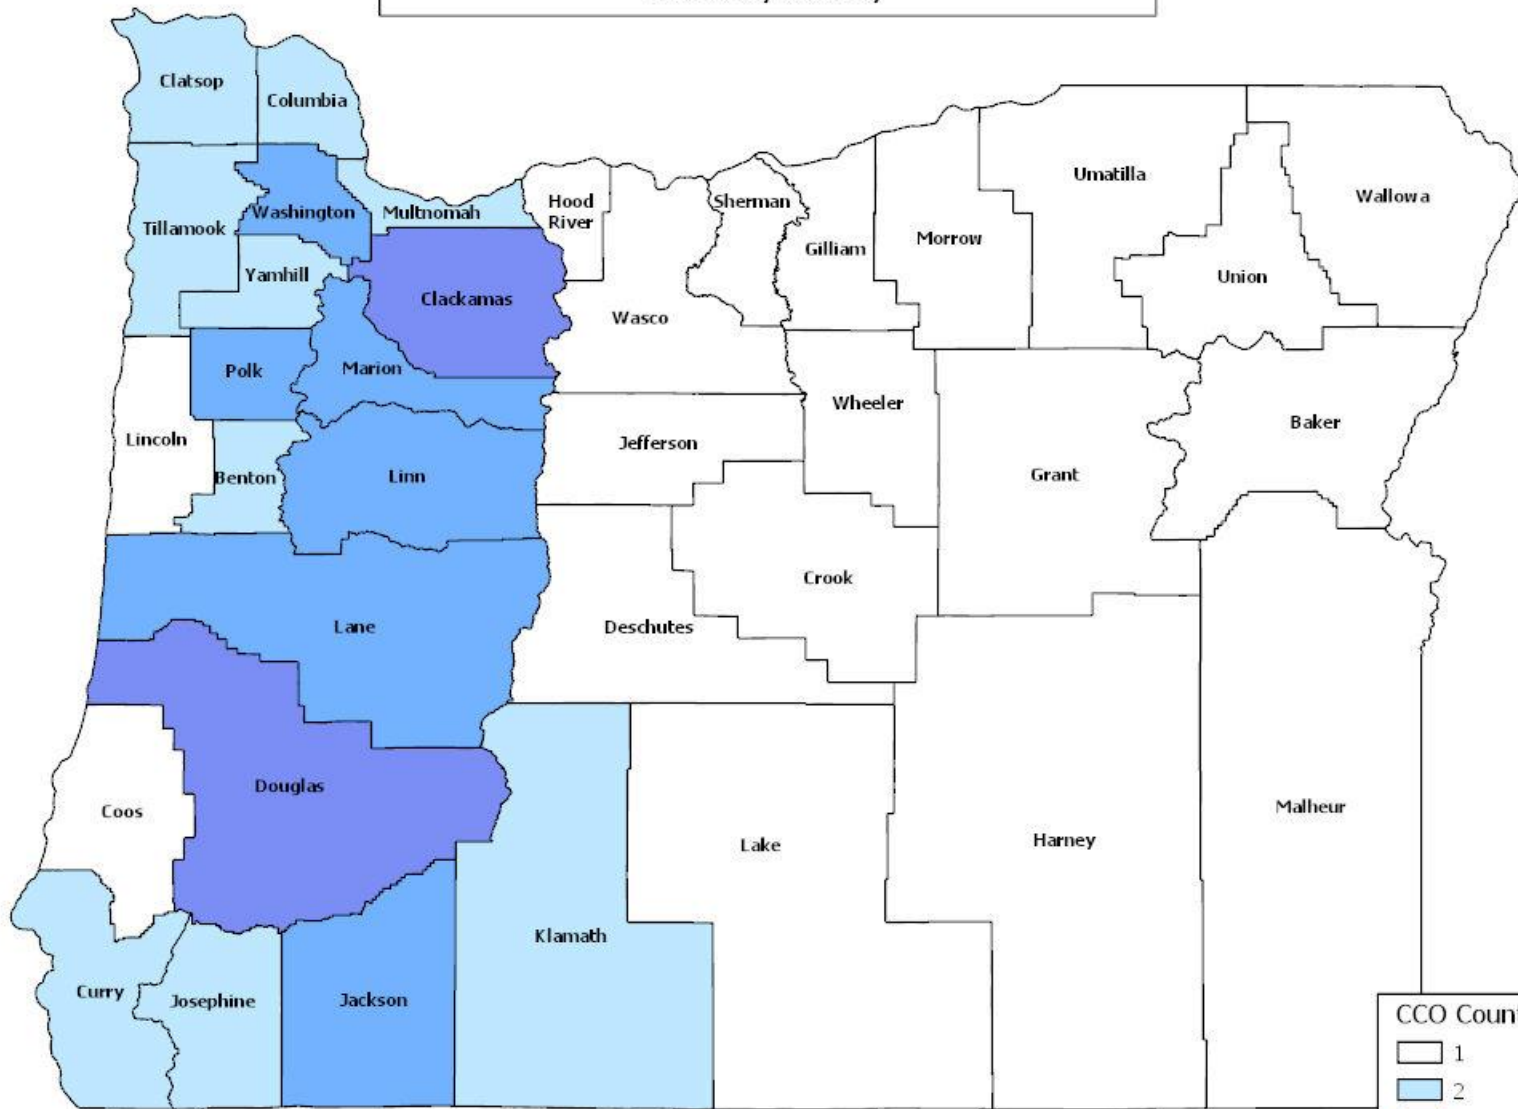 Clatsop
Columbia
Tillamook
Washington
Multnomah
Hood
River
Sherman
Gilliam
Morrow
Umatilla
Wallowa
Union
Yamhill
Clackamas
Wasco
Polk
Marion
Wheeler
Baker
Lincoln
Benton
Linn
Jefferson
Grant
Lane
Deschutes
Crook
Coos
Douglas
Lake
Harney
Malheur
Curry
Josephine
Jackson
Klamath
CCO Coun
1
2